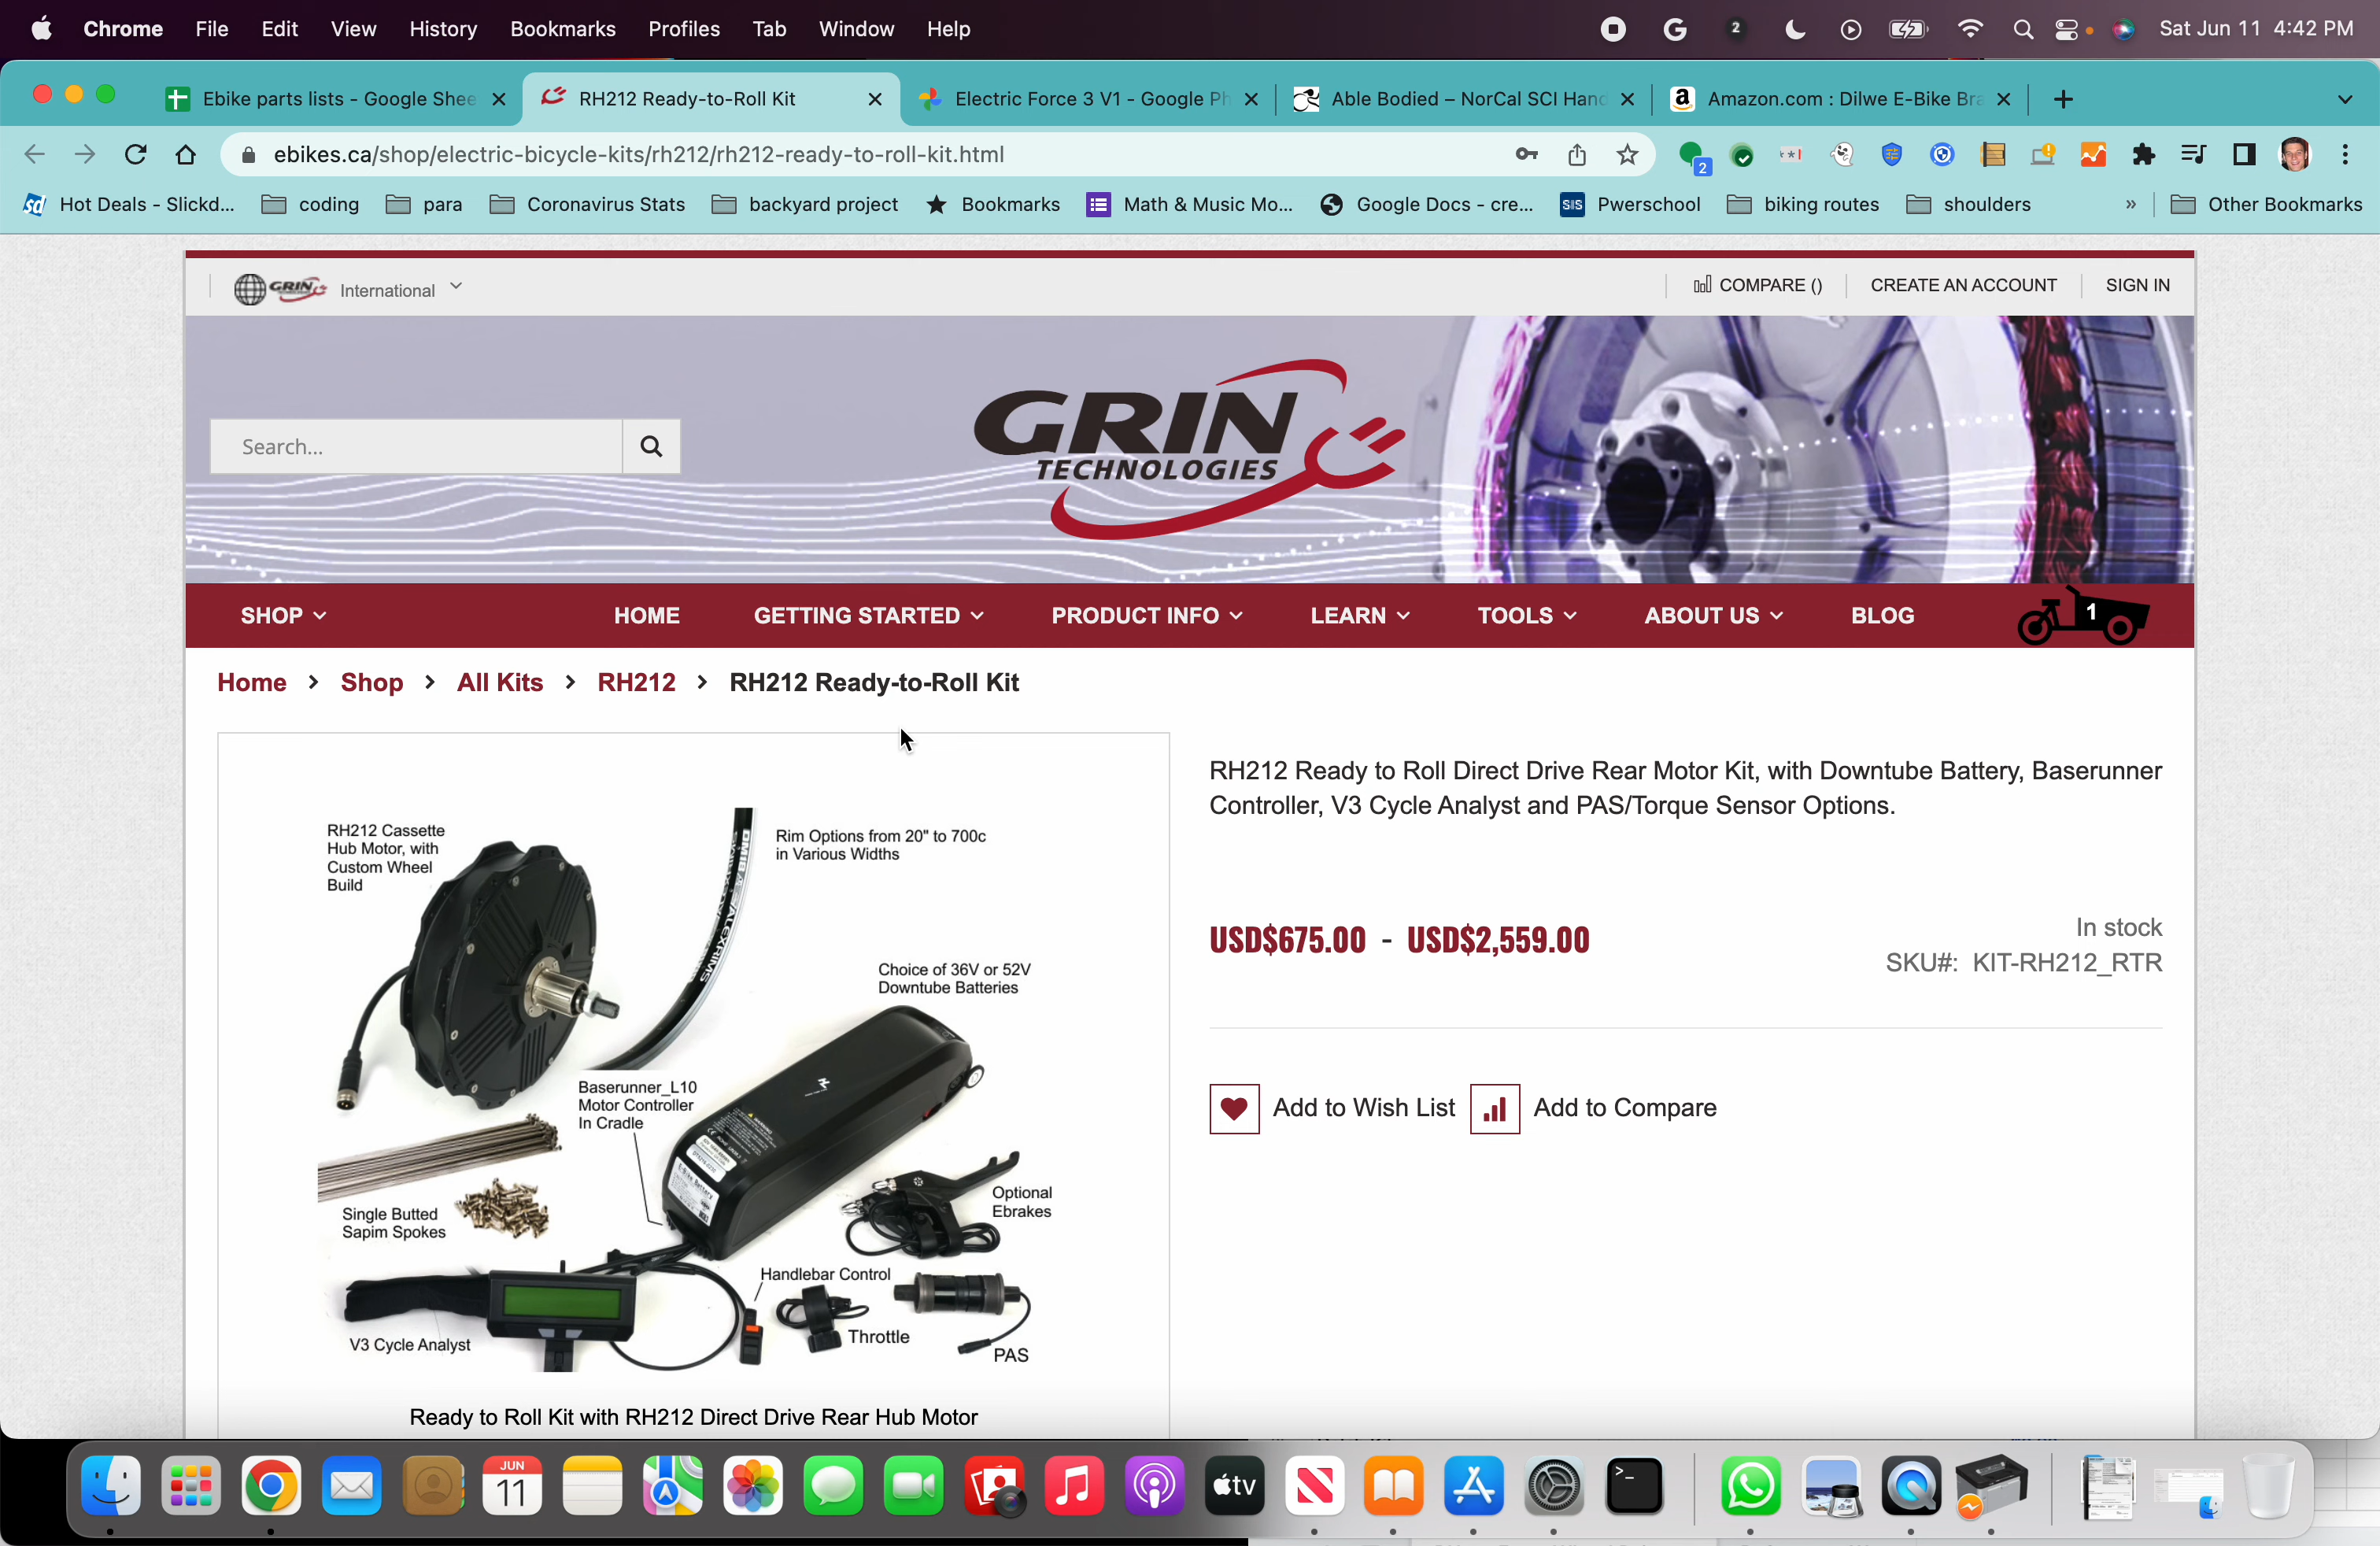 Chrome File Edit View History Bookmarks Profiles Tab Window Help
2
Sat Jun 11 4:42 PM
Ebike parts lists - Google Shee
RH212 Ready-to-Roll Kit
Electric Force 3 V1 - Google Ph
Able Bodied – NorCal SCI Hand
Amazon.com : Dilwe E-Bike Bra
ebikes.ca/shop/electric-bicycle-kits/rh212/rh212-ready-to-roll-kit.html
2
Hot Deals - Slickd...
coding
para
Coronavirus Stats
backyard project
Bookmarks
Math & Music Mo...
Google Docs - cre...
SIS
Pwerschool
biking routes
shoulders
»
Other Bookmarks
GRIN
International
COMPARE ()
CREATE AN ACCOUNT
SIGN IN
Search...
GRIN
TECHNOLOGIES
SHOP
HOME
GETTING STARTED
PRODUCT INFO
LEARN
TOOLS
ABOUT US
BLOG
1
Home > Shop > All Kits > RH212 > RH212 Ready-to-Roll Kit
RH212 Cassette
Hub Motor, with
Custom Wheel
Build
Rim Options from 20" to 700c
in Various Widths
Choice of 36V or 52V
Downtube Batteries
Baserunner_L10
Motor Controller
In Cradle
Single Butted
Sapim Spokes
Optional
Ebrakes
Handlebar Control
V3 Cycle Analyst
Throttle
PAS
Ready to Roll Kit with RH212 Direct Drive Rear Hub Motor
RH212 Ready to Roll Direct Drive Rear Motor Kit, with Downtube Battery, Baserunner
Controller, V3 Cycle Analyst and PAS/Torque Sensor Options.
USD$675.00 - USD$2,559.00
In stock
SKU#: KIT-RH212_RTR
Add to Wish List
Add to Compare
JUN
11
tv